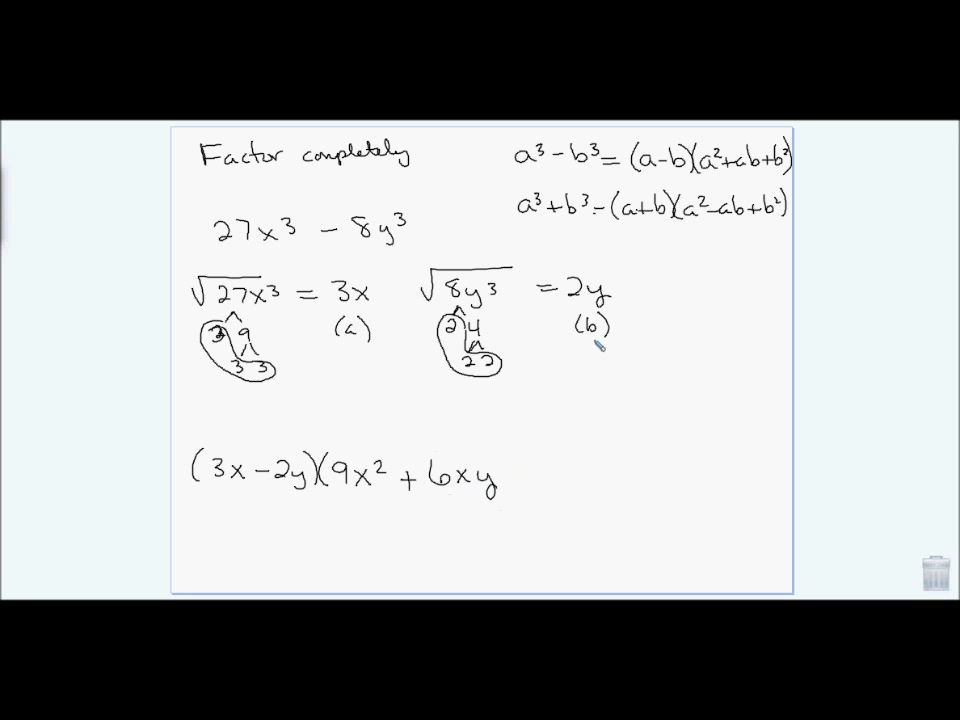 Factor completely
a³ - b³ = (a-b)(a²+ab+b²)
a³ + b³ = (a+b)(a²-ab+b²)
27x³ - 8y³
√27x³ = 3x √8y³ = 2y
3 9 (a) 2 4 (b)
3 3 2 2
(3x - 2y)(9x² + 6xy